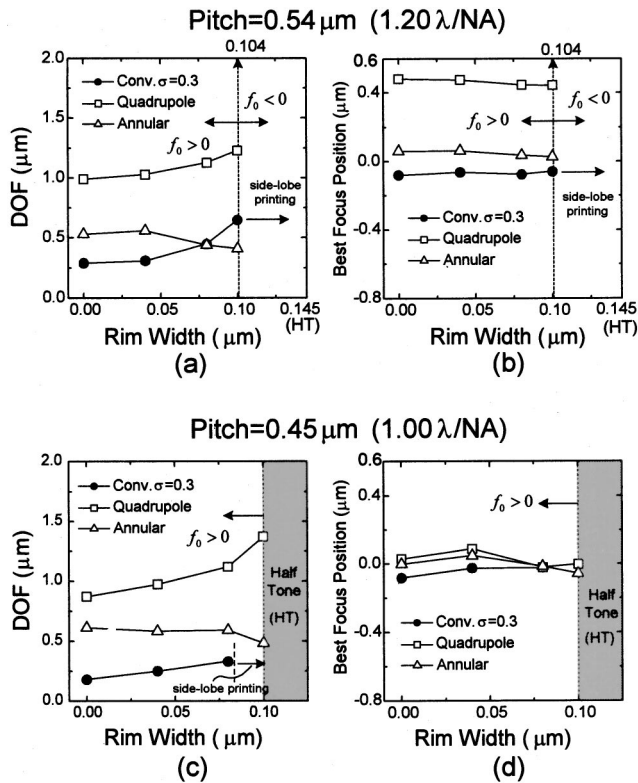 Pitch=0.54 μm (1.20 λ/NA)
0.104
2.0
1.5
1.0
0.5
0.0
DOF (μm)
Conv. σ=0.3
Quadrupole
Annular
f₀ > 0
f₀ < 0
side-lobe
printing
0.00
0.05
0.10
0.145
(HT)
Rim Width ( μm)
(a)
0.104
0.6
0.4
0.0
-0.4
-0.8
Best Focus Position (μm)
f₀ > 0
f₀ < 0
side-lobe
printing
Conv. σ=0.3
Quadrupole
Annular
0.00
0.05
0.10
0.145
(HT)
Rim Width ( μm)
(b)
Pitch=0.45 μm (1.00 λ/NA)
2.0
1.5
1.0
0.5
0.0
DOF (μm)
Conv. σ=0.3
Quadrupole
Annular
f₀ > 0
Half
Tone
(HT)
side-lobe printing
0.00
0.05
0.10
Rim Width ( μm)
(c)
0.6
0.4
0.0
-0.4
-0.8
Best Focus Position (μm)
f₀ > 0
Half
Tone
(HT)
Conv. σ=0.3
Quadrupole
Annular
0.00
0.05
0.10
Rim Width ( μm)
(d)